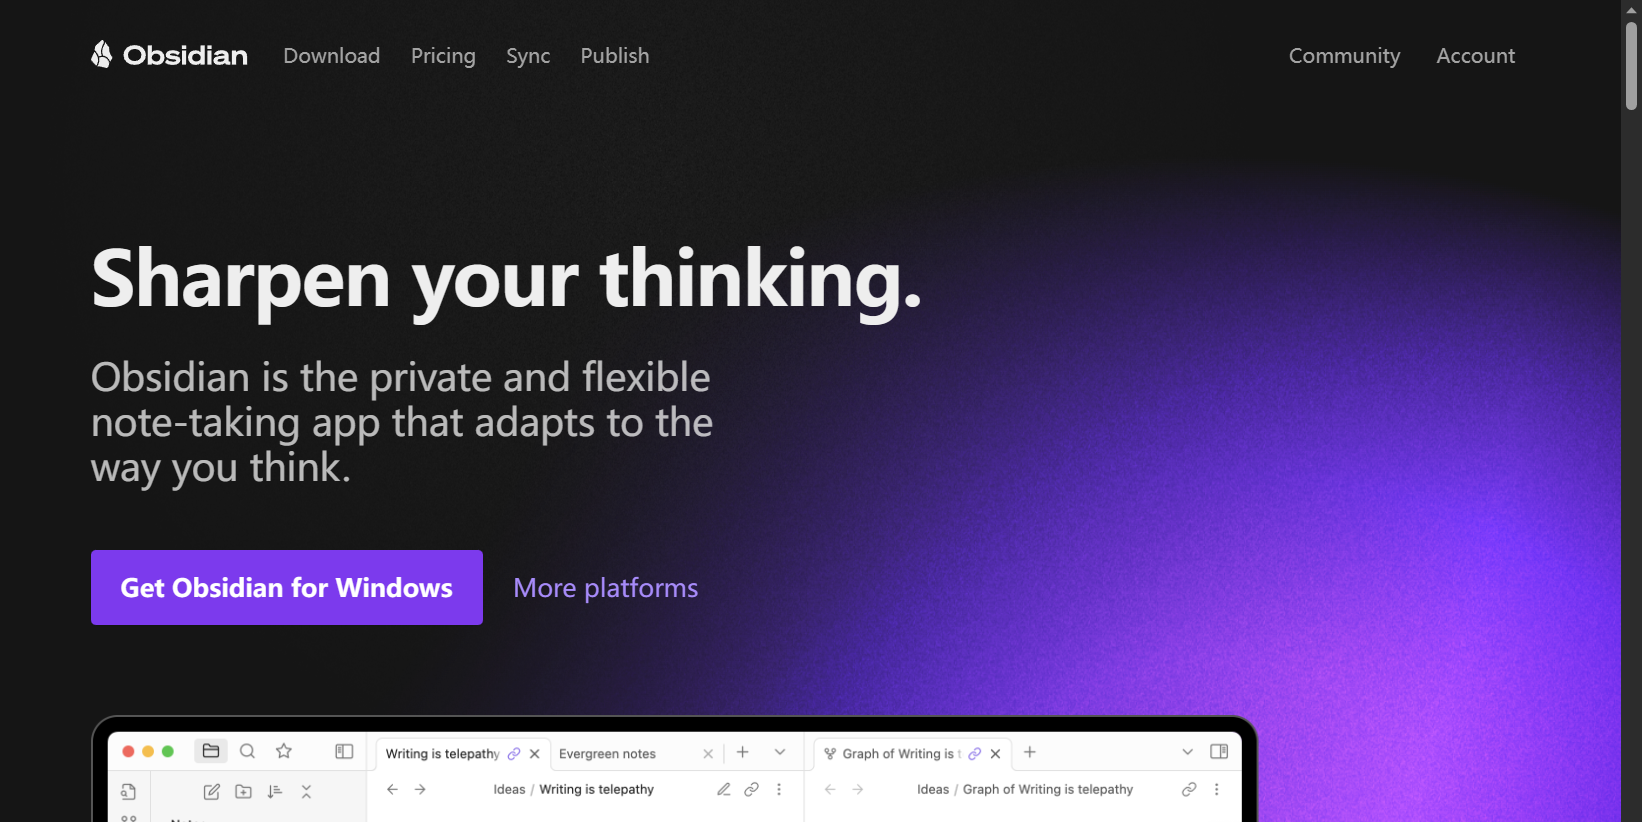 Obsidian Download Pricing Sync Publish Community Account
Sharpen your thinking.
Obsidian is the private and flexible
note-taking app that adapts to the
way you think.
Get Obsidian for Windows More platforms
Writing is telepathy Evergreen notes Graph of Writing is
Ideas / Writing is telepathy Ideas / Graph of Writing is telepathy